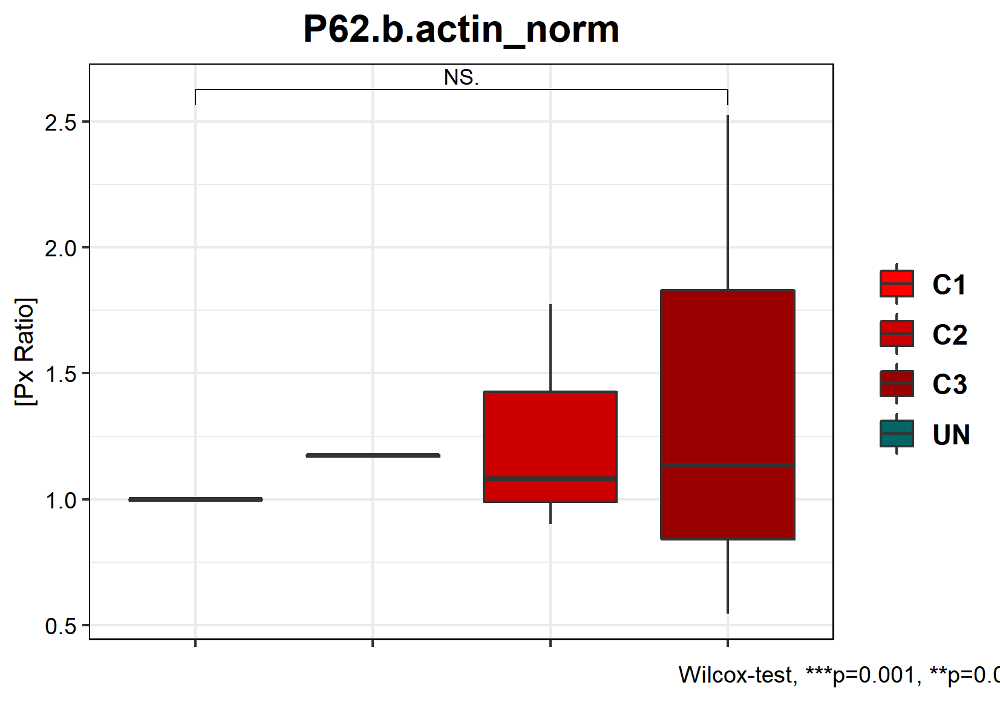 P62.b.actin_norm
NS.
2.5
2.0
1.5
1.0
0.5
[Px Ratio]
C1
C2
C3
UN
Wilcox-test, ***p=0.001, **p=0.0